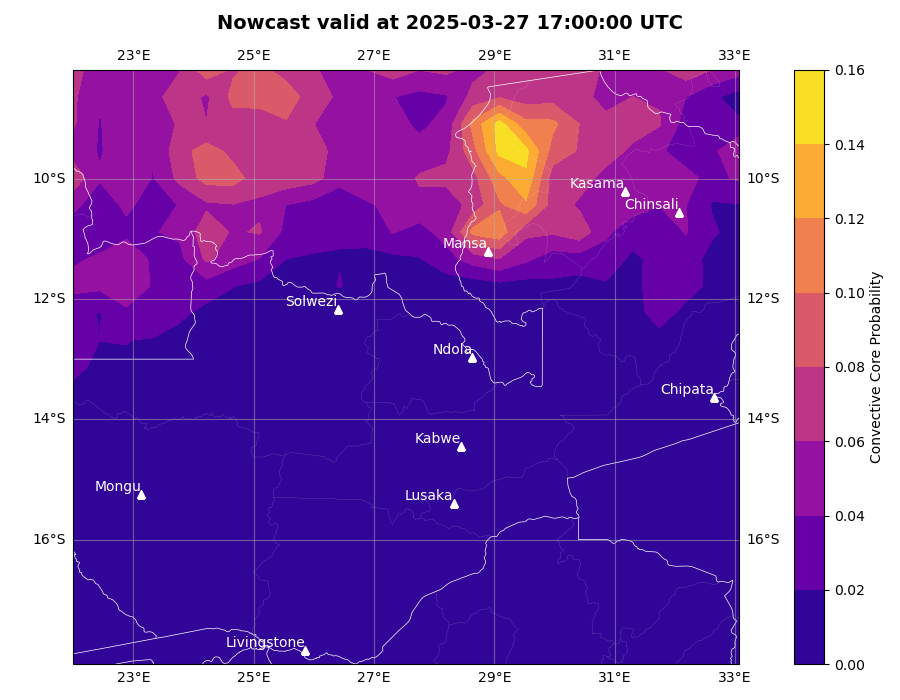 Nowcast valid at 2025-03-27 17:00:00 UTC
23°E 25°E 27°E 29°E 31°E 33°E
0.16
0.14
10°S Kasama 10°S
Chinsali
0.12
Mansa
0.10
12°S Solwezi 12°S
Ndola
0.08
Chipata
14°S 14°S
Kabwe
0.06
Mongu Lusaka
0.04
16°S 16°S
0.02
Livingstone
0.00
23°E 25°E 27°E 29°E 31°E 33°E
Convective Core Probability